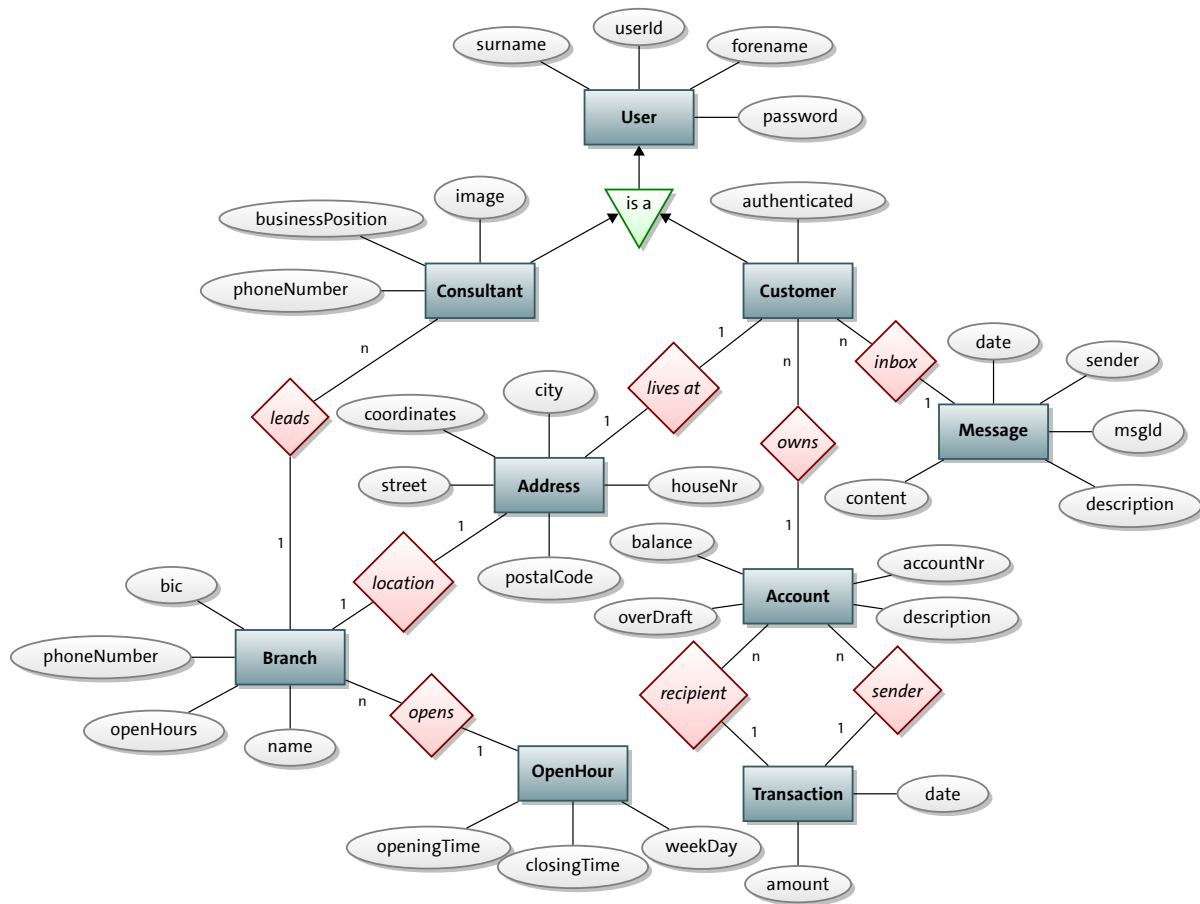 userId
surname
forename
User
password
is a
image
authenticated
businessPosition
phoneNumber
Consultant
Customer
n
1
n
n
inbox
date
sender
1
lives at
city
coordinates
leads
1
owns
Message
msgId
street
Address
houseNr
content
description
1
1
1
balance
accountNr
location
postalCode
bic
Account
1
overDraft
description
phoneNumber
Branch
n
n
recipient
sender
n
opens
openHours
name
1
1
1
OpenHour
Transaction
date
openingTime
closingTime
weekDay
amount